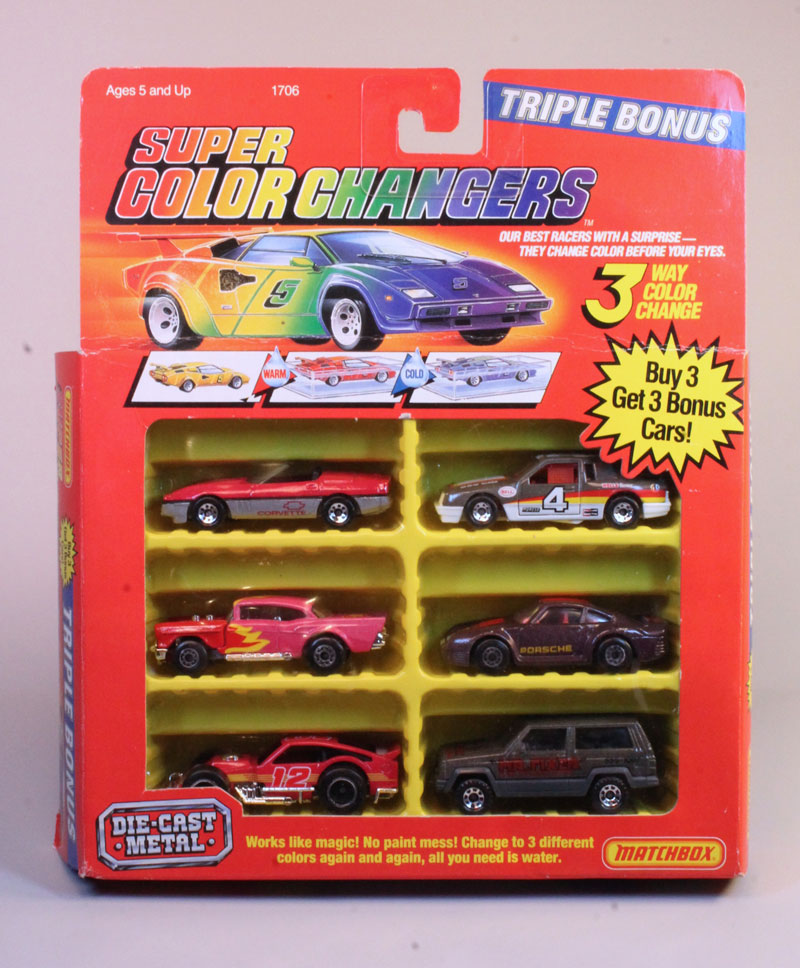 Ages 5 and Up
1706
TRIPLE BONUS
SUPER
COLOR CHANGERS
TM
OUR BEST RACERS WITH A SURPRISE—
THEY CHANGE COLOR BEFORE YOUR EYES.
5
3 WAY
COLOR
CHANGE
WARM
COLD
Buy 3
Get 3 Bonus
Cars!
MATCHBOX
CORVETTE
4
PORSCHE
12
TRIPLE BONUS
DIE-CAST
METAL
Works like magic! No paint mess! Change to 3 different
colors again and again, all you need is water.
MATCHBOX